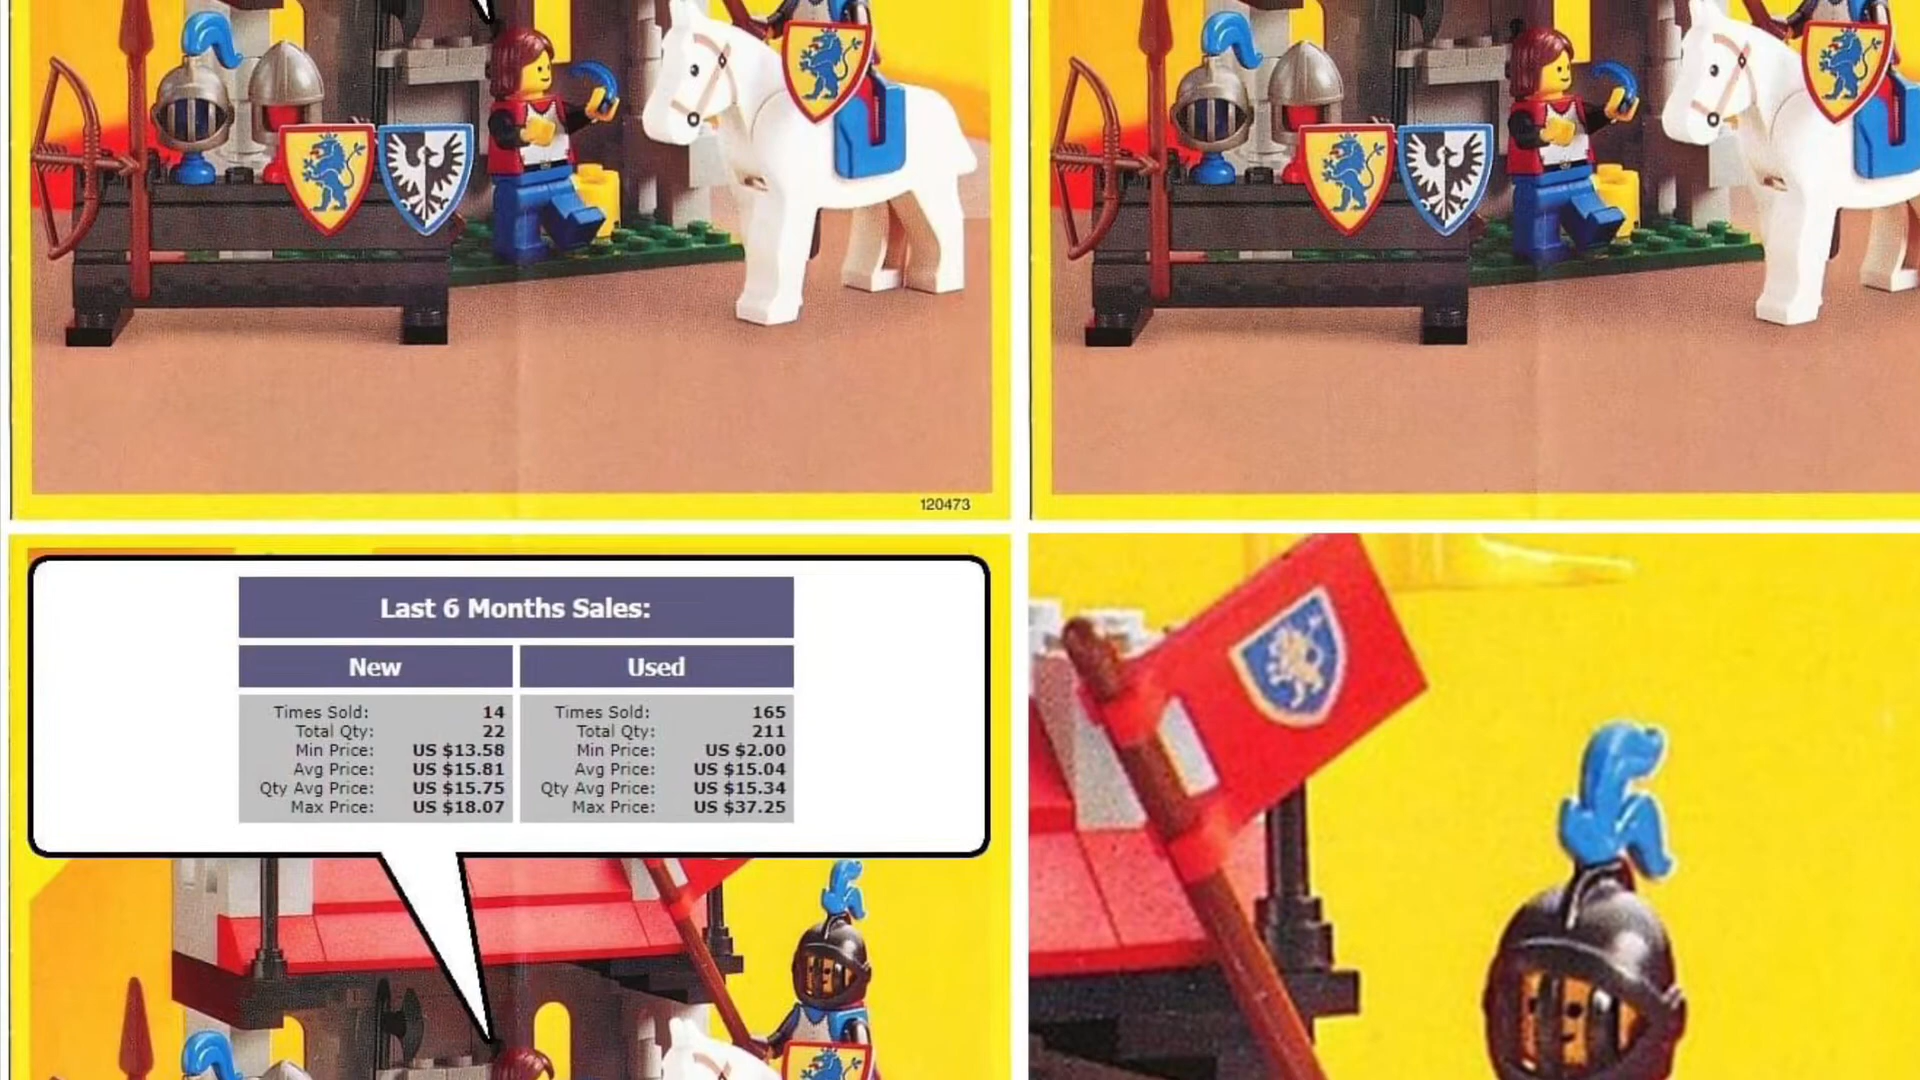 120473
Last 6 Months Sales:
New Used
Times Sold: 14 Times Sold: 165
Total Qty: 22 Total Qty: 211
Min Price: US $13.58 Min Price: US $2.00
Avg Price: US $15.81 Avg Price: US $15.04
Qty Avg Price: US $15.75 Qty Avg Price: US $15.34
Max Price: US $18.07 Max Price: US $37.25